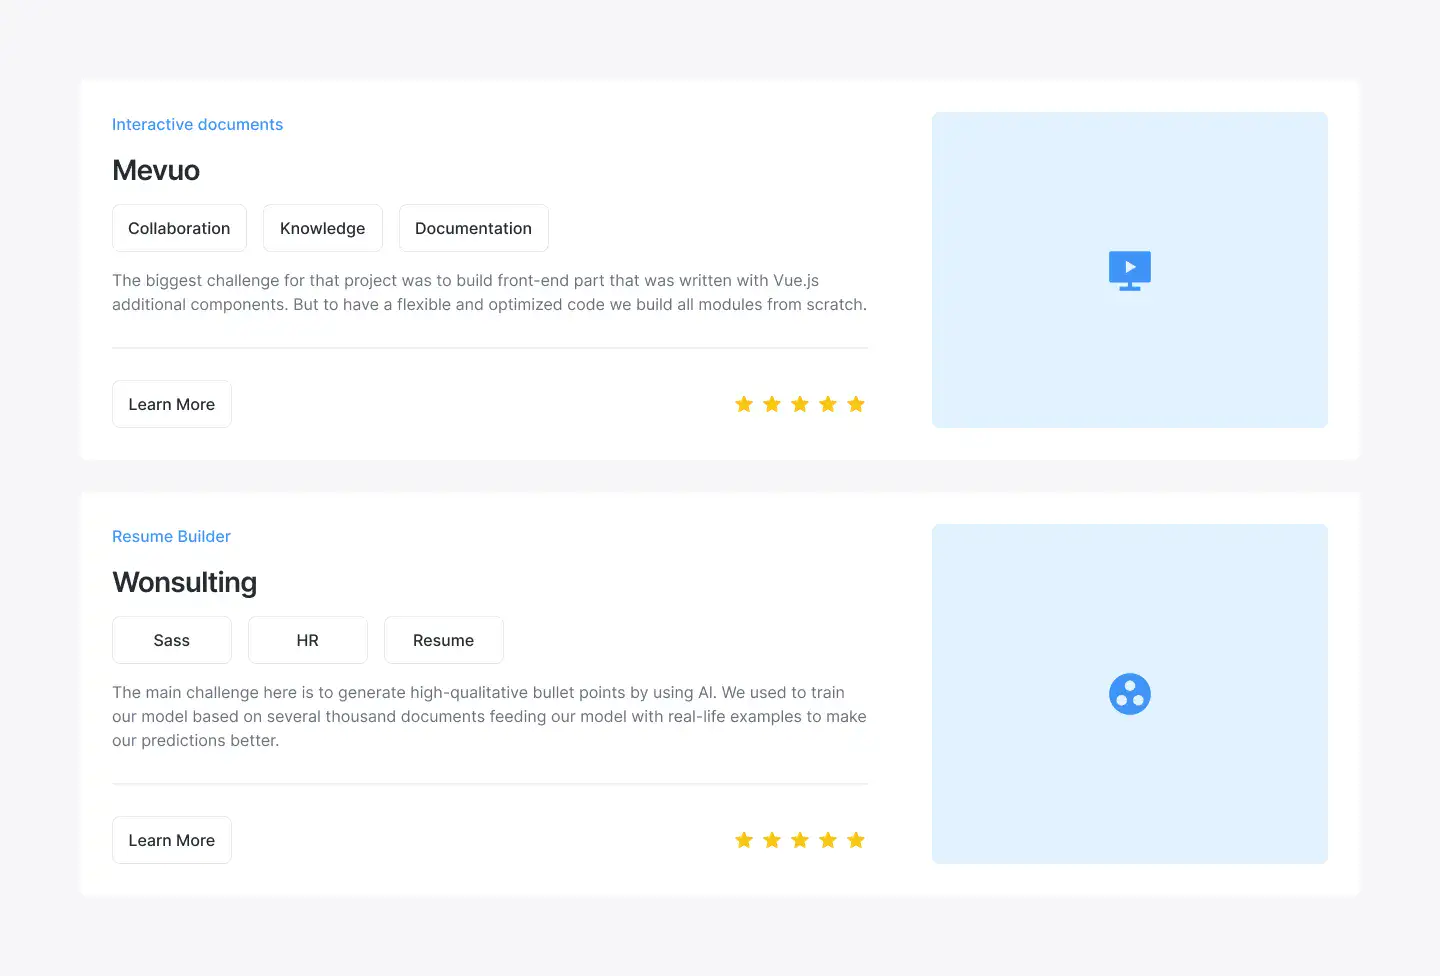 Interactive documents
Mevuo
Collaboration Knowledge Documentation
The biggest challenge for that project was to build front-end part that was written with Vue.js
additional components. But to have a flexible and optimized code we build all modules from scratch.
Learn More
Resume Builder
Wonsulting
Sass HR Resume
The main challenge here is to generate high-qualitative bullet points by using AI. We used to train
our model based on several thousand documents feeding our model with real-life examples to make
our predictions better.
Learn More